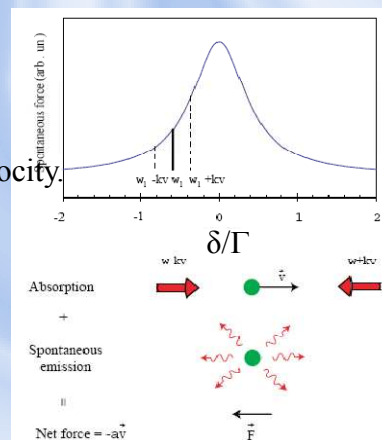 Spontaneous force (arb. un)
ocity.
w₁ -kv w₁ w₁ +kv
-2 -1 0 1 2
δ/Γ
w-kv v⃗ w+kv
Absorption
+
Spontaneous
emission
=
Net force = -av⃗ F⃗